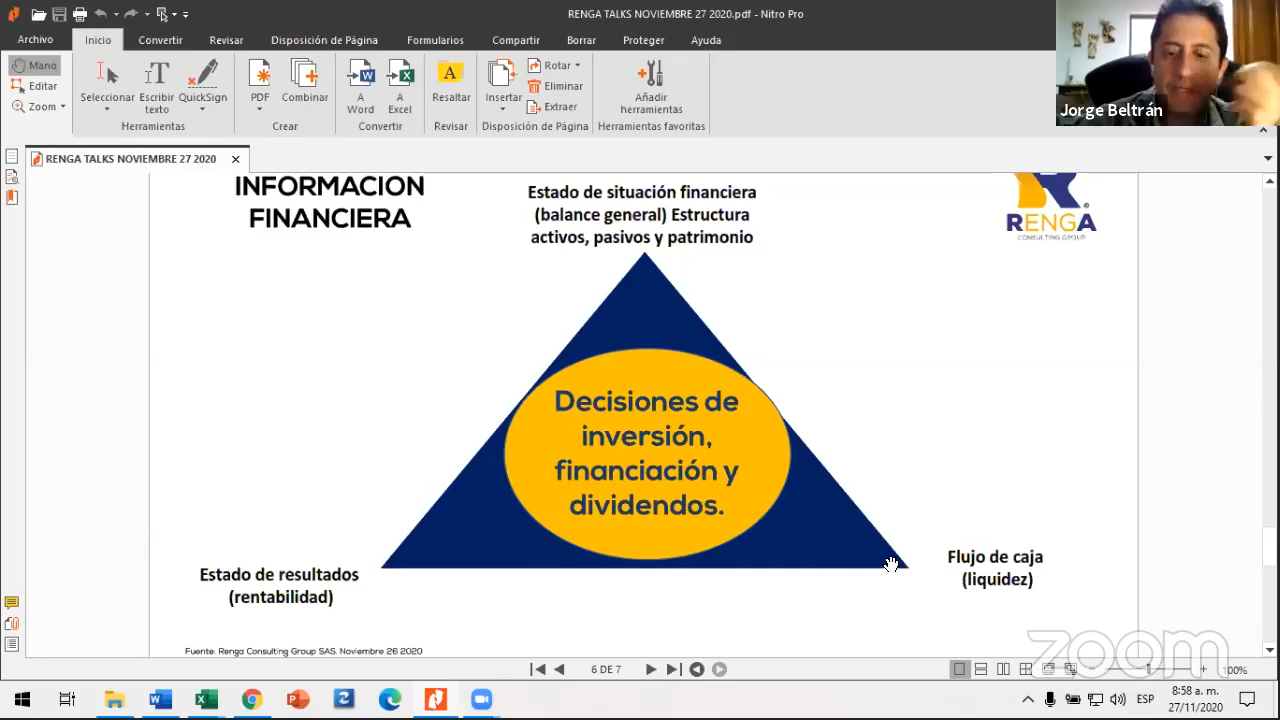 RENGA TALKS NOVIEMBRE 27 2020.pdf - Nitro Pro
Archivo Inicio Convertir Revisar Disposición de Página Formularios Compartir Borrar Proteger Ayuda
Mano
Editar
Zoom
Seleccionar
Escribir
texto
QuickSign
Herramientas
PDF
Combinar
Crear
A
Word
A
Excel
Convertir
Resaltar
Revisar
Insertar
Rotar
Eliminar
Extraer
Disposición de Página
Añadir
herramientas
Herramientas favoritas
Jorge Beltrán
RENGA TALKS NOVIEMBRE 27 2020
INFORMACION
FINANCIERA
Estado de situación financiera
(balance general) Estructura
activos, pasivos y patrimonio
RENGA
CONSULTING GROUP
Decisiones de
inversión,
financiación y
dividendos.
Estado de resultados
(rentabilidad)
Flujo de caja
(liquidez)
Fuente: Renga Consulting Group SAS. Noviembre 26 2020
zoom
6 DE 7
100%
ESP
8:58 a. m.
27/11/2020